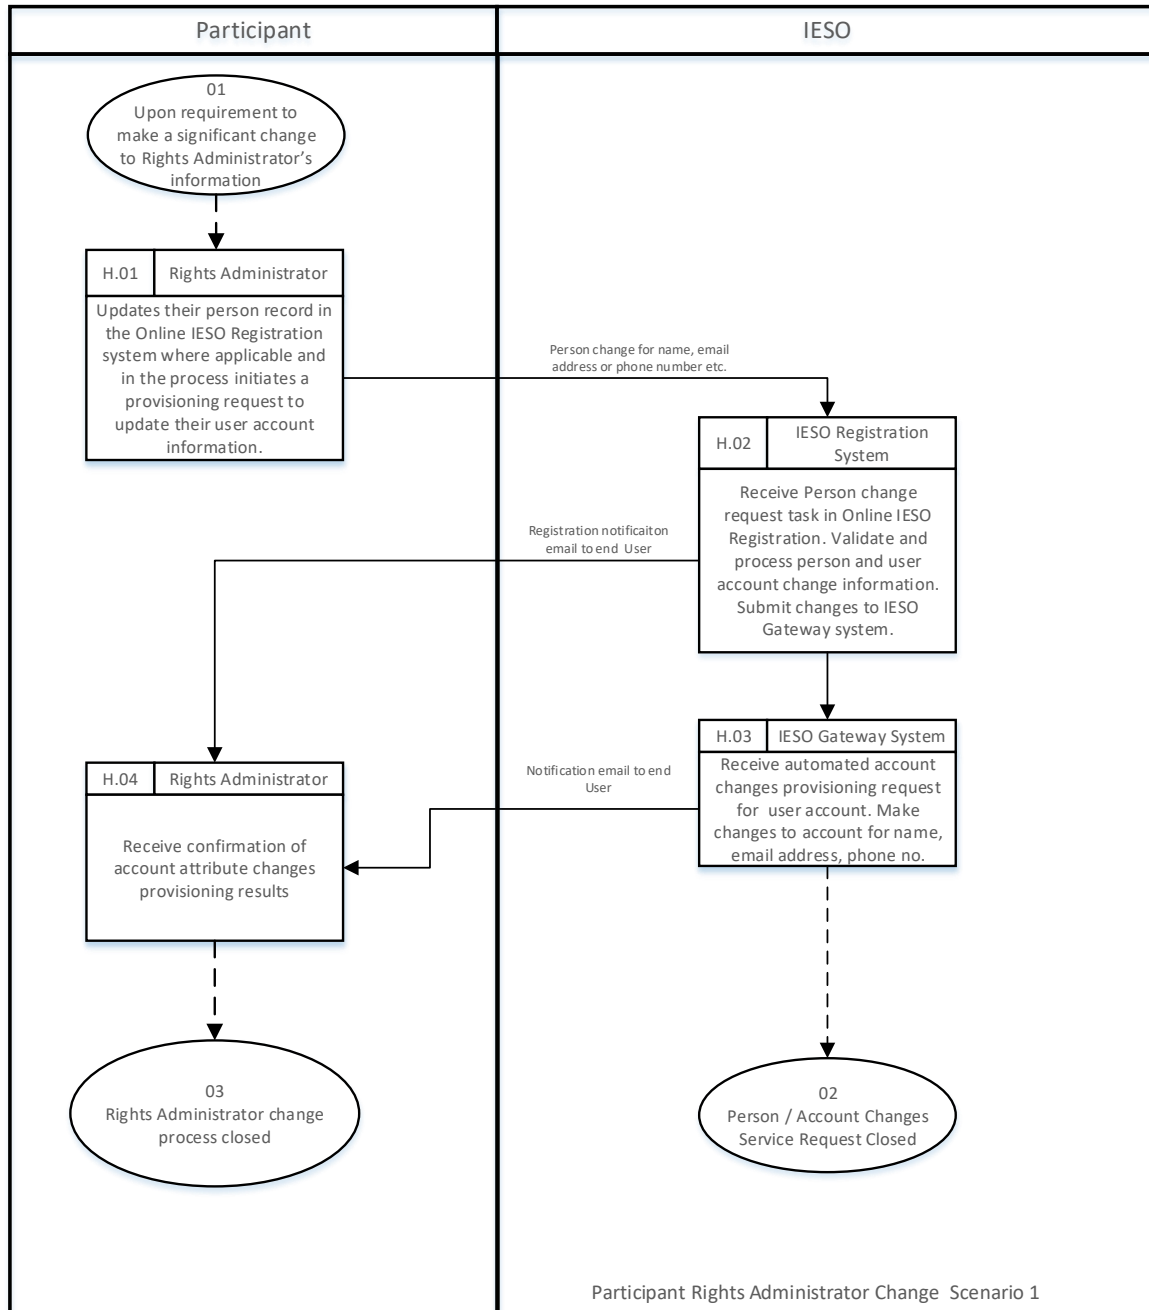 Participant
IESO
01
Upon requirement to
make a significant change
to Rights Administrator’s
information
H.01
Rights Administrator
Updates their person record in
the Online IESO Registration
system where applicable and
in the process initiates a
provisioning request to
update their user account
information.
Person change for name, email
address or phone number etc.
H.02
IESO Registration
System
Receive Person change
request task in Online IESO
Registration. Validate and
process person and user
account change information.
Submit changes to IESO
Gateway system.
Registration notificaiton
email to end User
H.03
IESO Gateway System
Receive automated account
changes provisioning request
for user account. Make
changes to account for name,
email address, phone no.
Notification email to end
User
H.04
Rights Administrator
Receive confirmation of
account attribute changes
provisioning results
03
Rights Administrator change
process closed
02
Person / Account Changes
Service Request Closed
Participant Rights Administrator Change Scenario 1